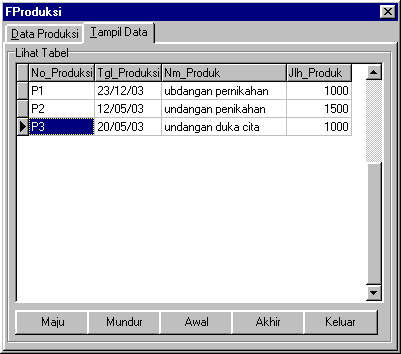 FProduksi
Data Produksi Tampil Data
Lihat Tabel
No_Produksi Tgl_Produksi Nm_Produk Jlh_Produk
P1 23/12/03 ubdangan pernikahan 1000
P2 12/05/03 undangan pernikahan 1500
P3 20/05/03 undangan duka cita 1000
Maju Mundur Awal Akhir Keluar